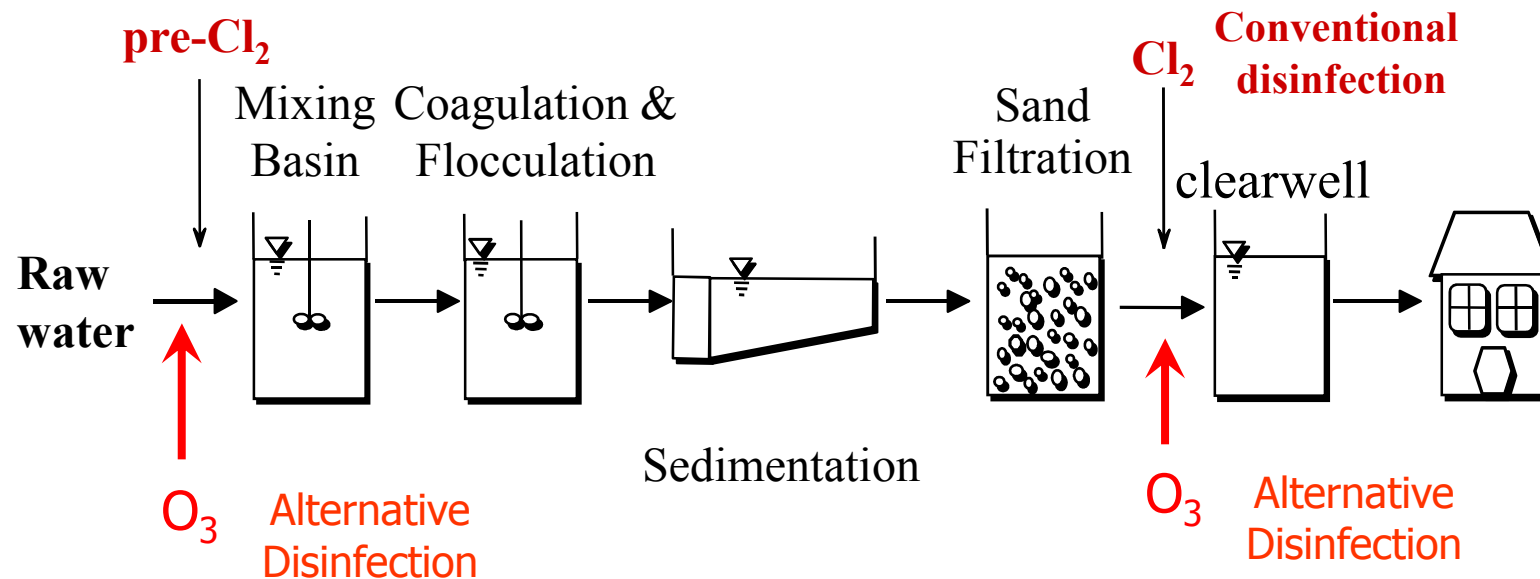 pre-Cl₂
Mixing
Basin
Coagulation &
Flocculation
Sand
Filtration
Cl₂
Conventional
disinfection
clearwell
Raw
water
Sedimentation
O₃
Alternative
Disinfection
O₃
Alternative
Disinfection